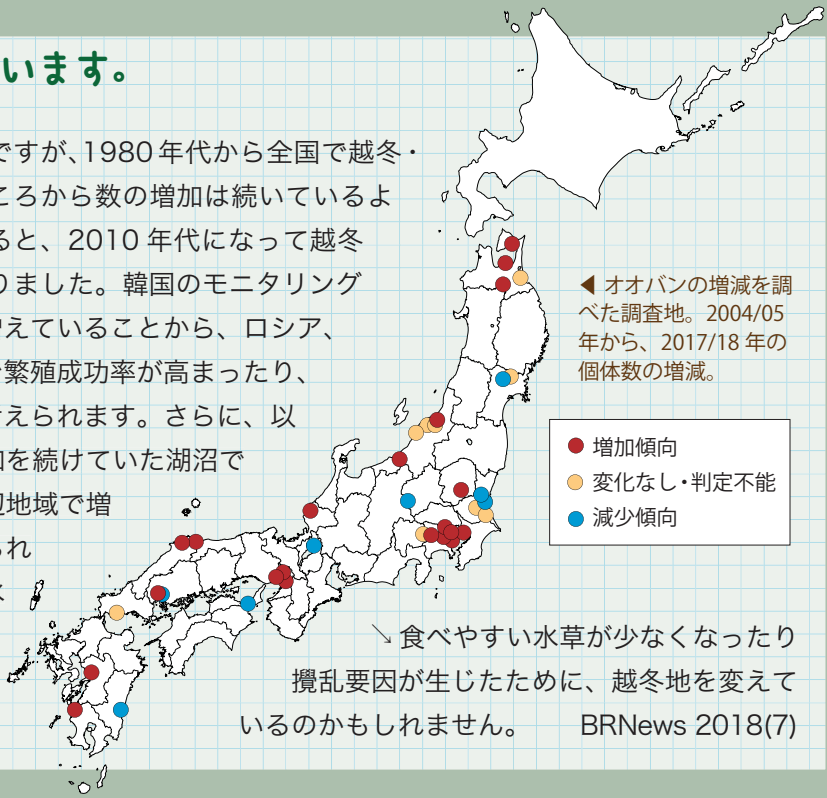 います。
ですが、1980年代から全国で越冬・
ころから数の増加は続いているよ
ると、2010年代になって越冬
りました。韓国のモニタリング
増えていることから、ロシア、
繁殖成功率が高まったり、
考えられます。さらに、以
加を続けていた湖沼で
辺地域で増
られ
◀ オオバンの増減を調
べた調査地。2004/05
年から、2017/18年の
個体数の増減。
増加傾向
変化なし・判定不能
減少傾向
↘ 食べやすい水草が少なくなったり
攪乱要因が生じたために、越冬地を変えて
いるのかもしれません。 BRNews 2018(7)